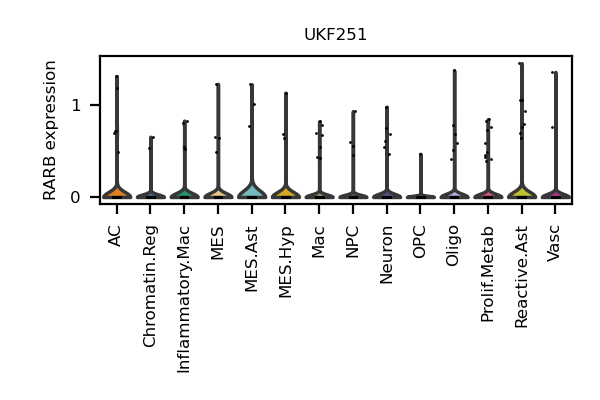 UKF251
RARB expression
1
0
AC
Chromatin.Reg
Inflammatory.Mac
MES
MES.Ast
MES.Hyp
Mac
NPC
Neuron
OPC
Oligo
Prolif.Metab
Reactive.Ast
Vasc